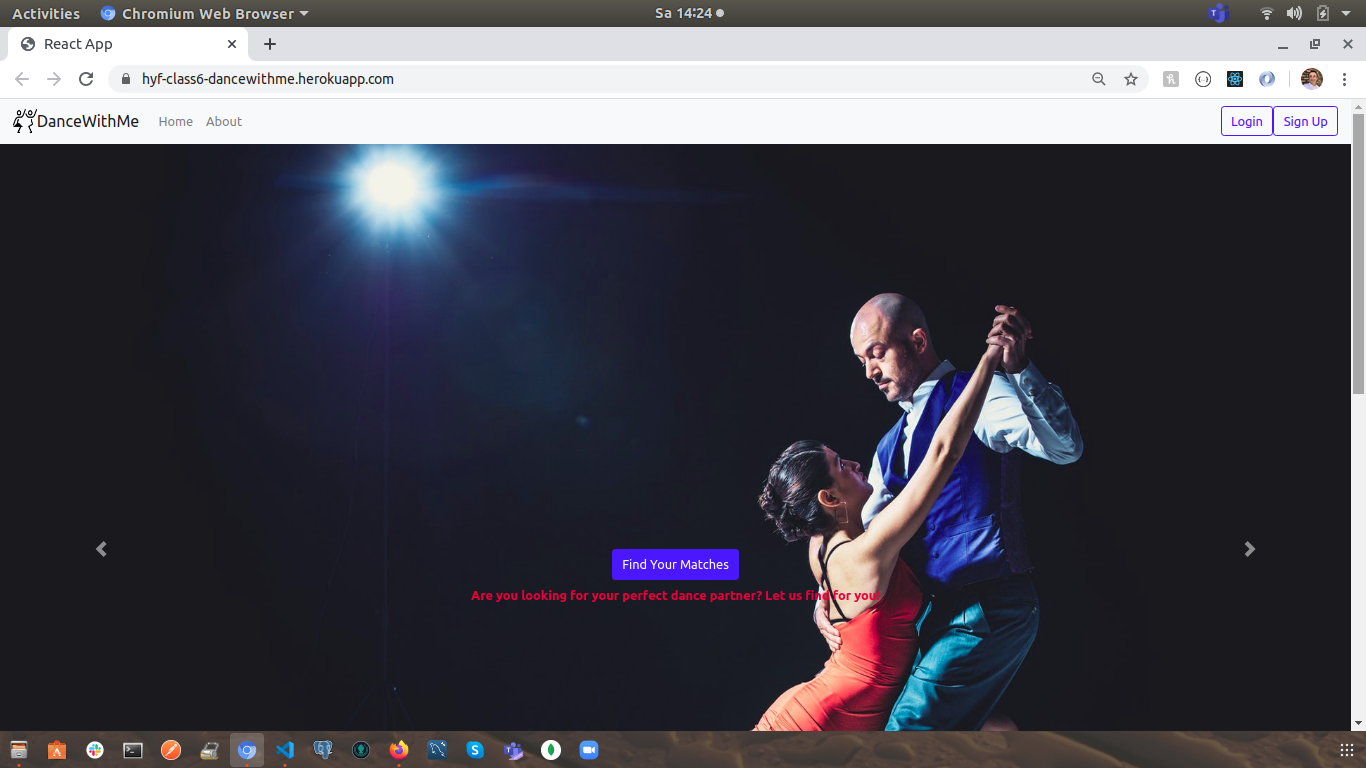 Activities
Chromium Web Browser
Sa 14:24
React App
hyf-class6-dancewithme.herokuapp.com
DanceWithMe
Home
About
Login
Sign Up
Find Your Matches
Are you looking for your perfect dance partner? Let us find for you!